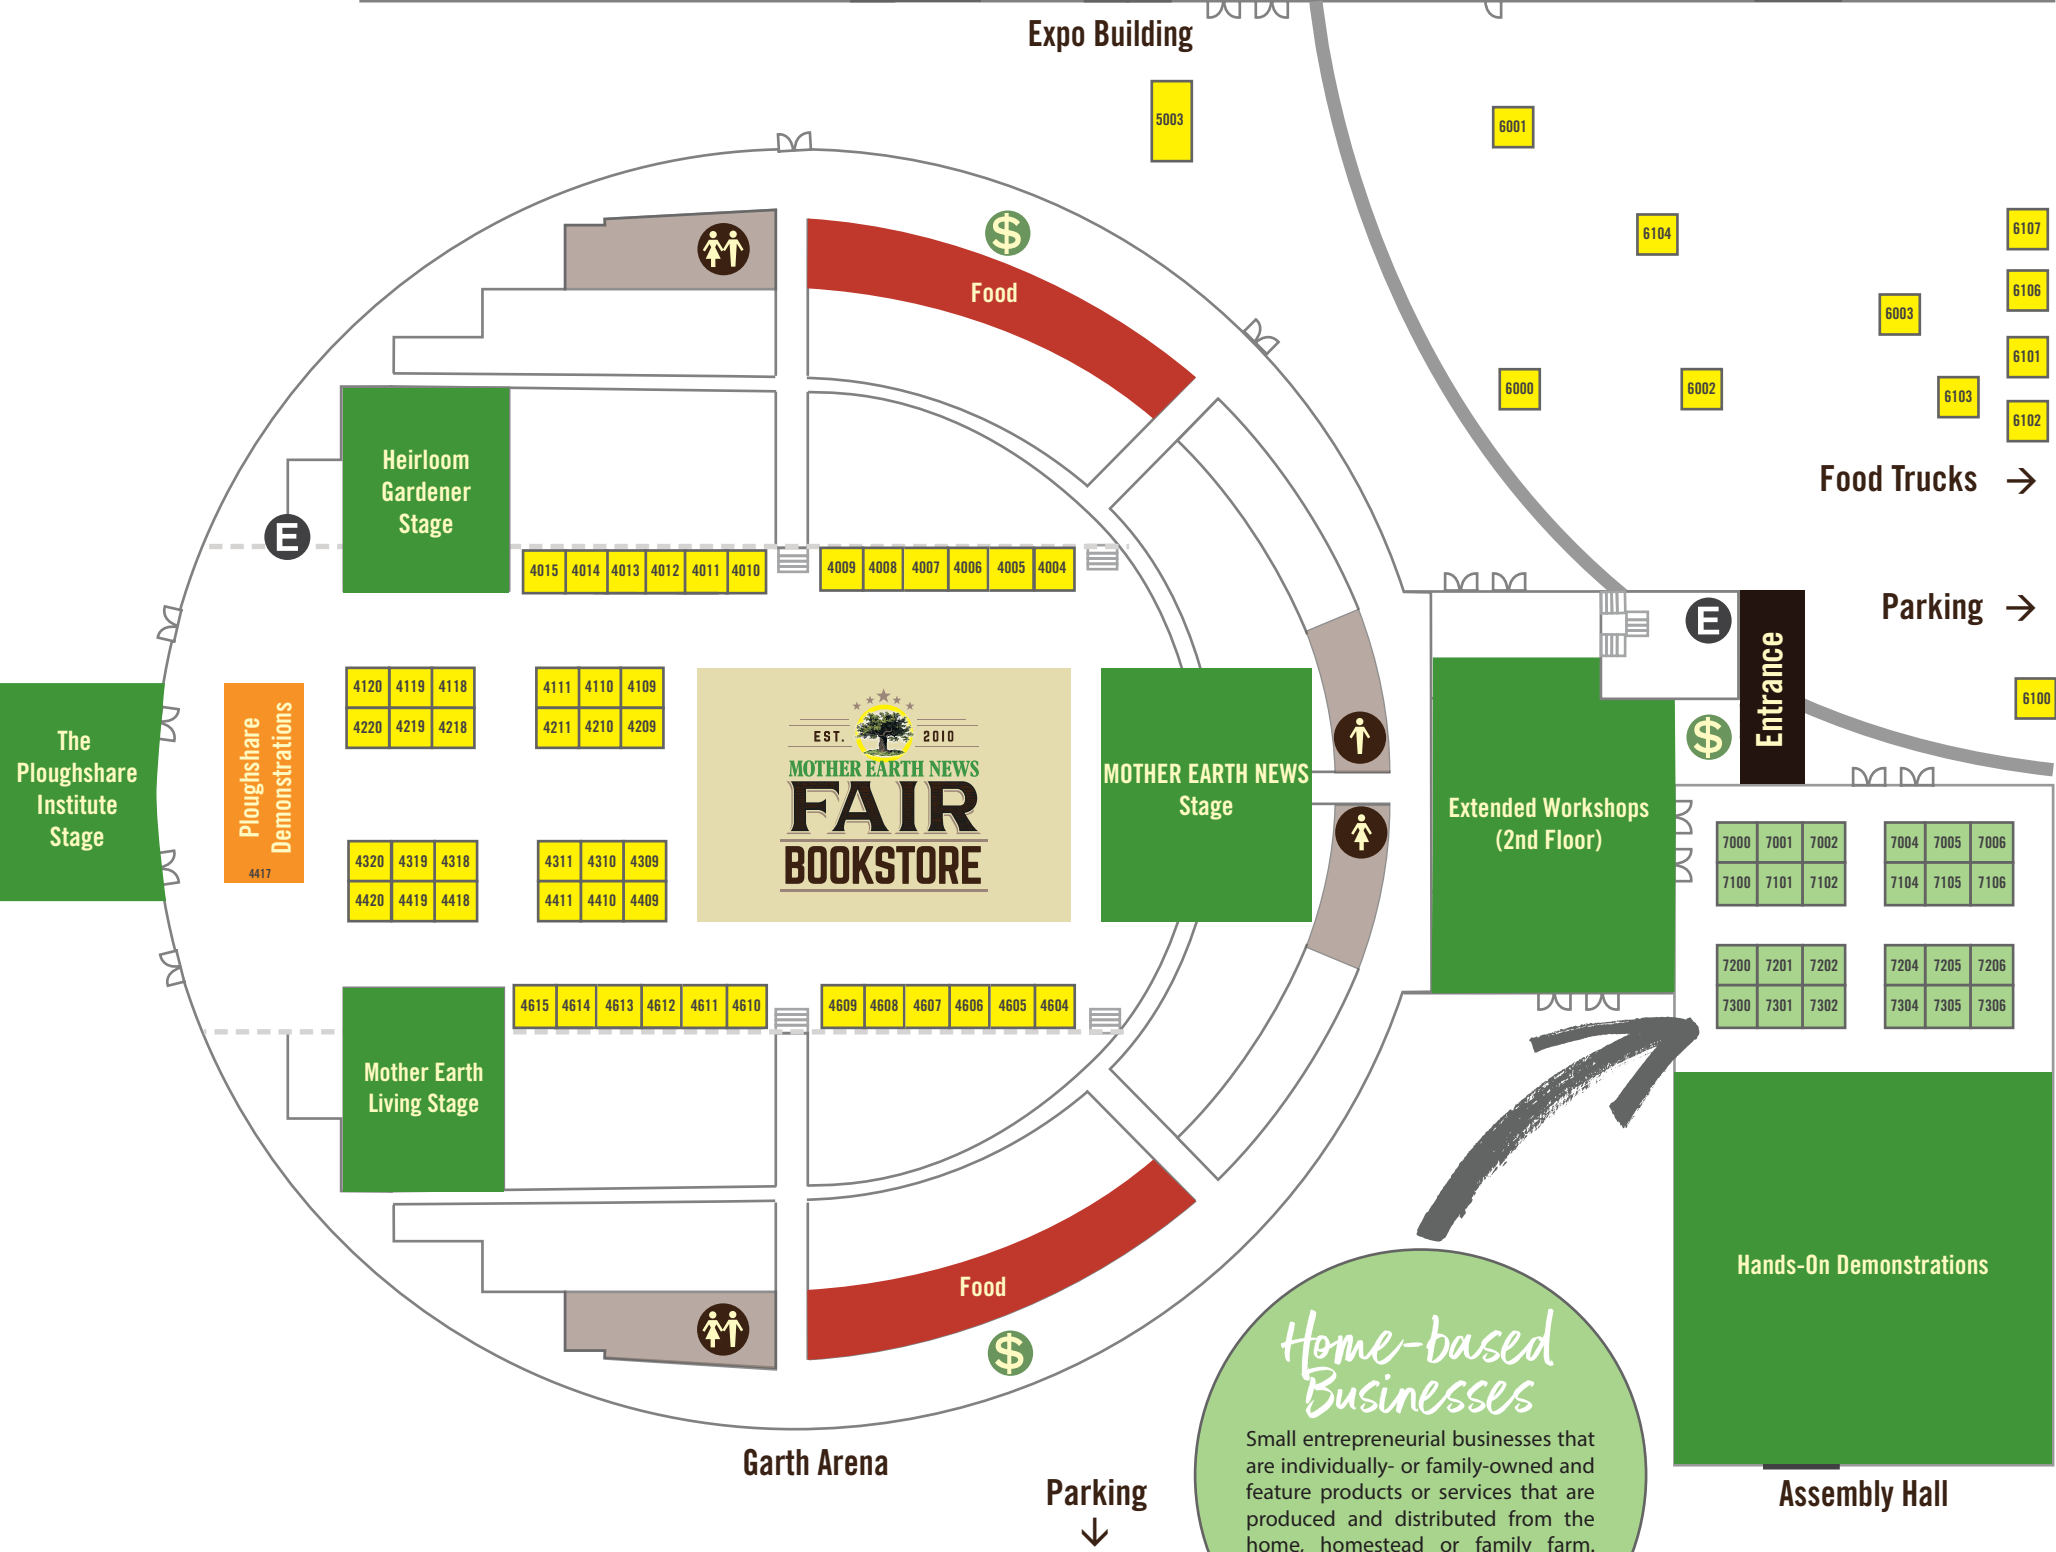 Expo Building
5003
6001
6104
6107
6106
6003
6101
6000
6002
6103
6102
Food Trucks
Parking
6100
$
Food
Heirloom
Gardener
Stage
E
4015 4014 4013 4012 4011 4010
4009 4008 4007 4006 4005 4004
E
Entrance
$
The
Ploughshare
Institute
Stage
Ploughshare
Demonstrations
4417
4120 4119 4118
4220 4219 4218
4111 4110 4109
4211 4210 4209
4320 4319 4318
4420 4419 4418
4311 4310 4309
4411 4410 4409
EST. 2010
MOTHER EARTH NEWS
FAIR
BOOKSTORE
MOTHER EARTH NEWS
Stage
Extended Workshops
(2nd Floor)
7000 7001 7002
7100 7101 7102
7004 7005 7006
7104 7105 7106
7200 7201 7202
7300 7301 7302
7204 7205 7206
7304 7305 7306
4615 4614 4613 4612 4611 4610
4609 4608 4607 4606 4605 4604
Mother Earth
Living Stage
Food
$
Hands-On Demonstrations
Garth Arena
Parking
Assembly Hall
Home-based
Businesses
Small entrepreneurial businesses that
are individually- or family-owned and
feature products or services that are
produced and distributed from the
home, homestead or family farm.